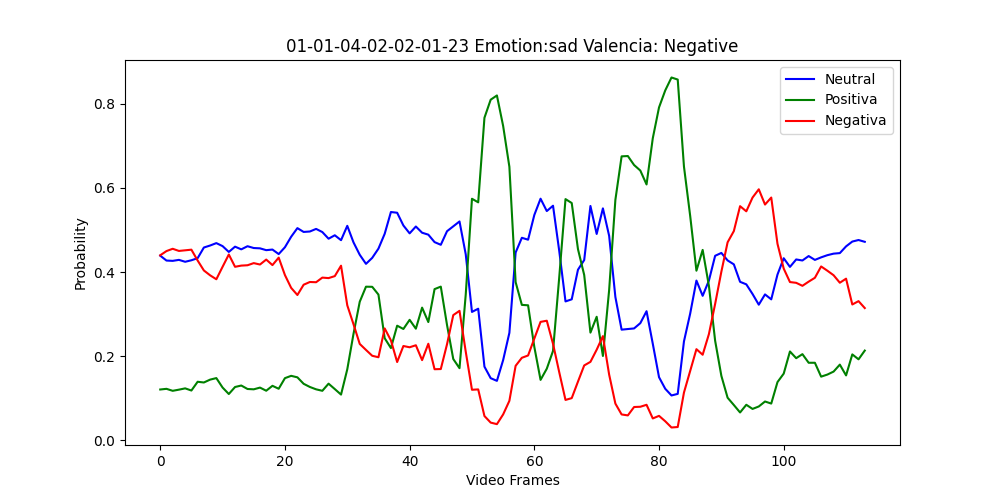 01-01-04-02-02-01-23 Emotion:sad Valencia: Negative
Neutral
Positiva
Negativa
Probability
0.8
0.6
0.4
0.2
0.0
0 20 40 60 80 100
Video Frames